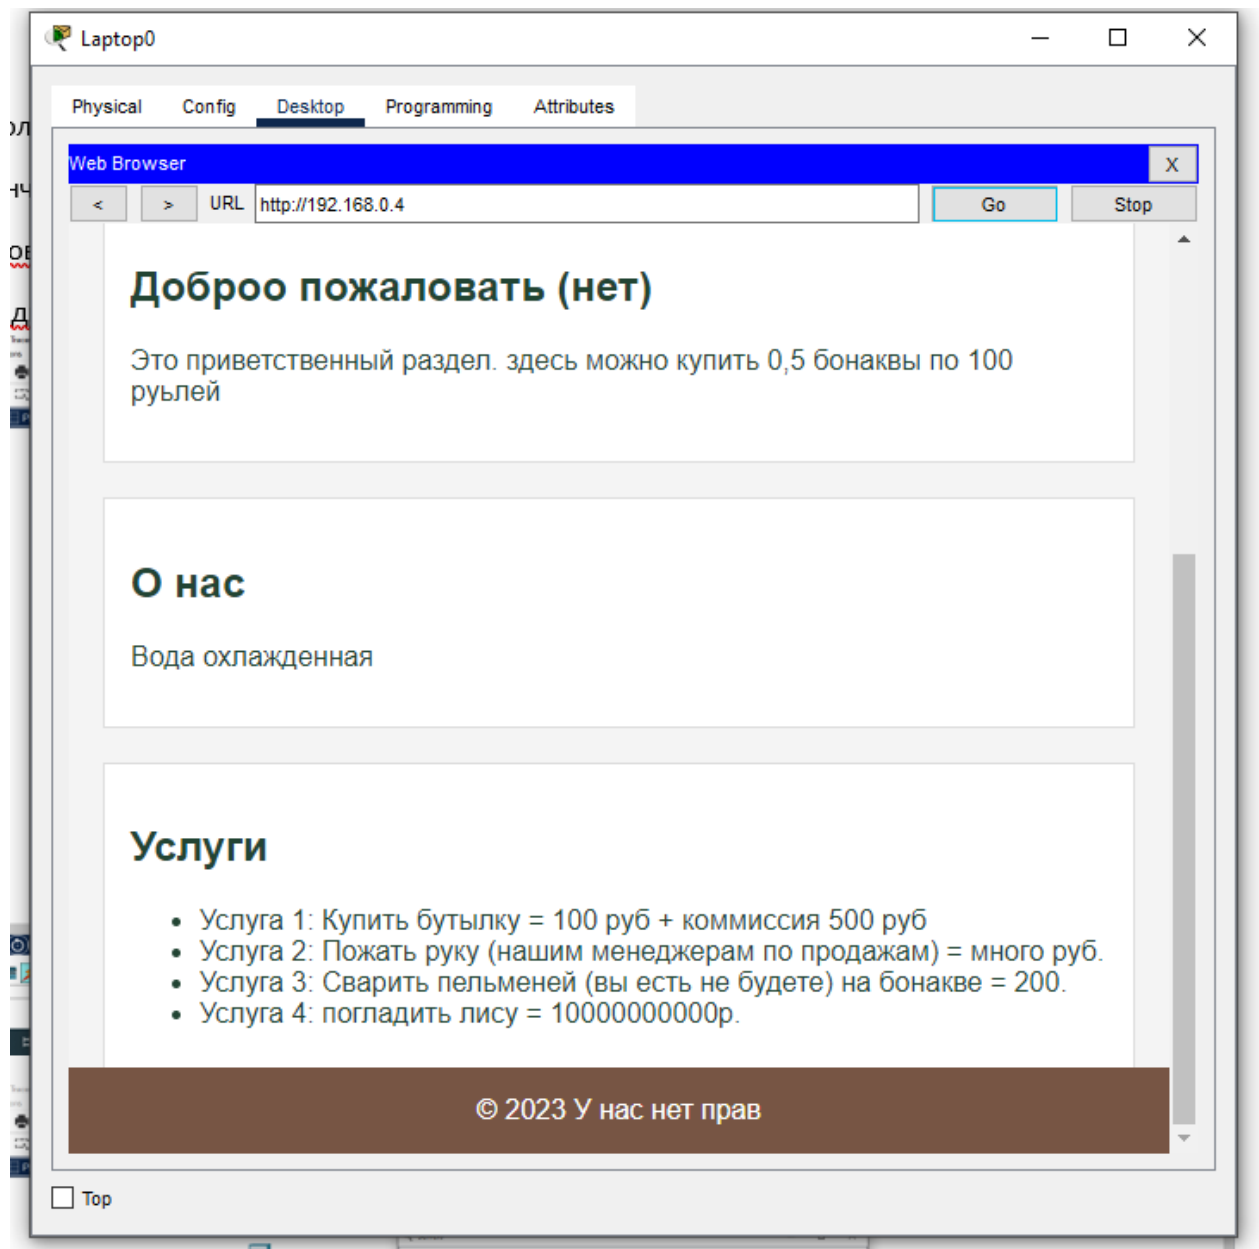 Laptop0
Physical Config Desktop Programming Attributes
Web Browser X
< > URL http://192.168.0.4 Go Stop
Доброо пожаловать (нет)
Это приветственный раздел. здесь можно купить 0,5 бонаквы по 100
руьлей
О нас
Вода охлажденная
Услуги
• Услуга 1: Купить бутылку = 100 руб + коммиссия 500 руб
• Услуга 2: Пожать руку (нашим менеджерам по продажам) = много руб.
• Услуга 3: Сварить пельменей (вы есть не будете) на бонакве = 200.
• Услуга 4: погладить лису = 10000000000р.
© 2023 У нас нет прав
Top